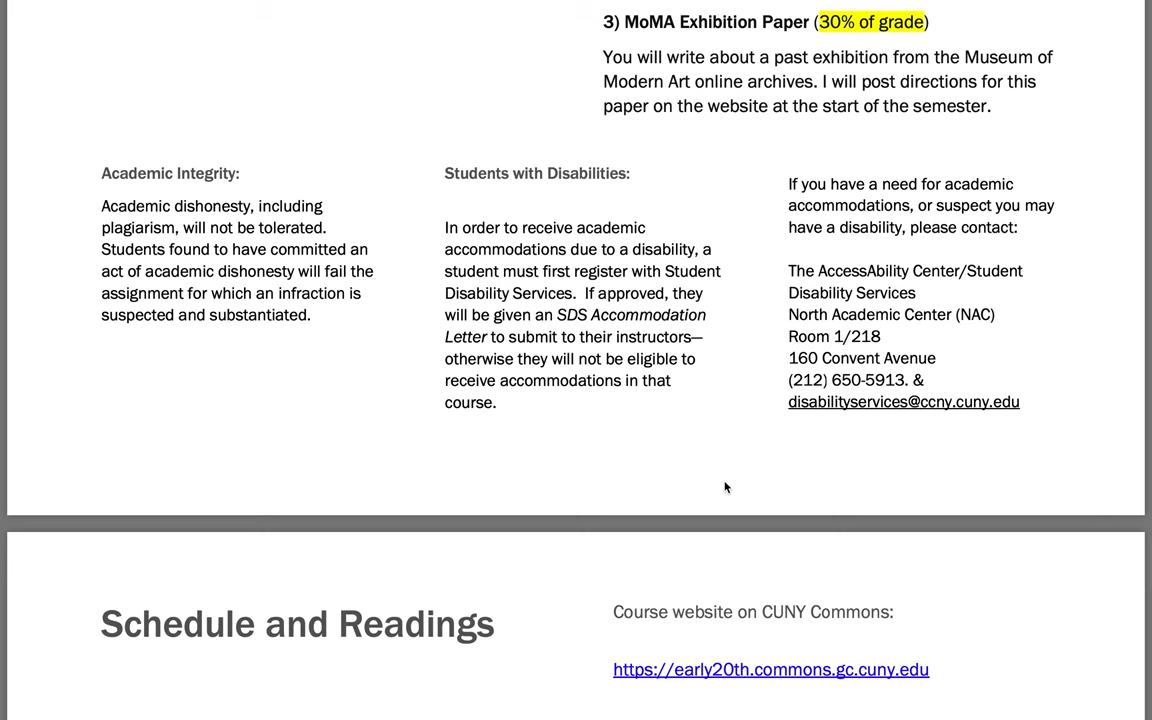 3) MoMA Exhibition Paper (30% of grade)
You will write about a past exhibition from the Museum of
Modern Art online archives. I will post directions for this
paper on the website at the start of the semester.
Academic Integrity:
Academic dishonesty, including
plagiarism, will not be tolerated.
Students found to have committed an
act of academic dishonesty will fail the
assignment for which an infraction is
suspected and substantiated.
Students with Disabilities:
In order to receive academic
accommodations due to a disability, a
student must first register with Student
Disability Services.  If approved, they
will be given an SDS Accommodation
Letter to submit to their instructors—
otherwise they will not be eligible to
receive accommodations in that
course.
If you have a need for academic
accommodations, or suspect you may
have a disability, please contact:
The AccessAbility Center/Student
Disability Services
North Academic Center (NAC)
Room 1/218
160 Convent Avenue
(212) 650-5913. &
disabilityservices@ccny.cuny.edu
Schedule and Readings
Course website on CUNY Commons:
https://early20th.commons.gc.cuny.edu